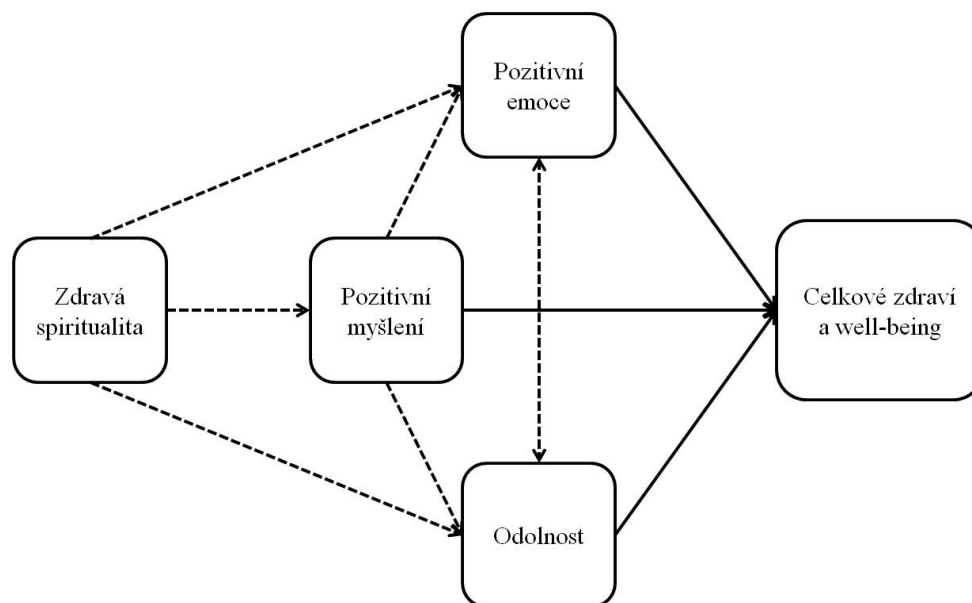 Pozitivní
emoce
Zdravá
spiritualita
Pozitivní
myšlení
Celkové zdraví
a well-being
Odolnost